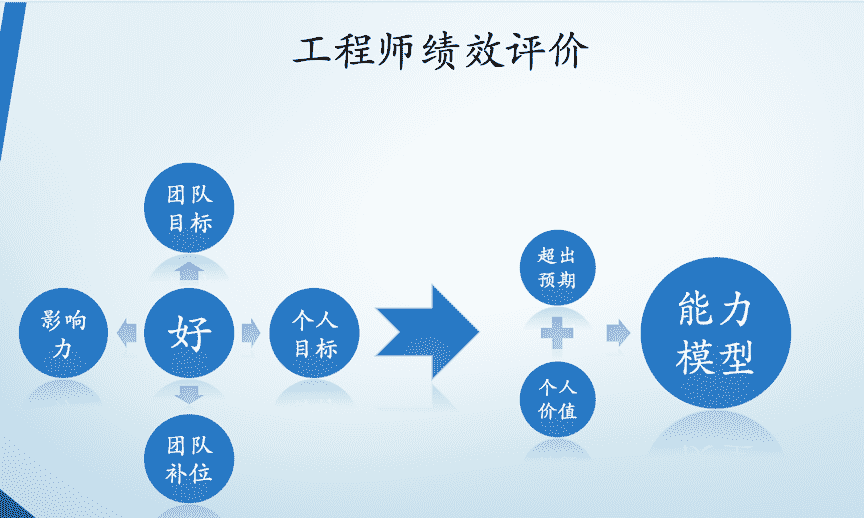 工程师绩效评价
团队
目标
影响
力
好
个人
目标
团队
补位
超出
预期
个人
价值
能力
模型